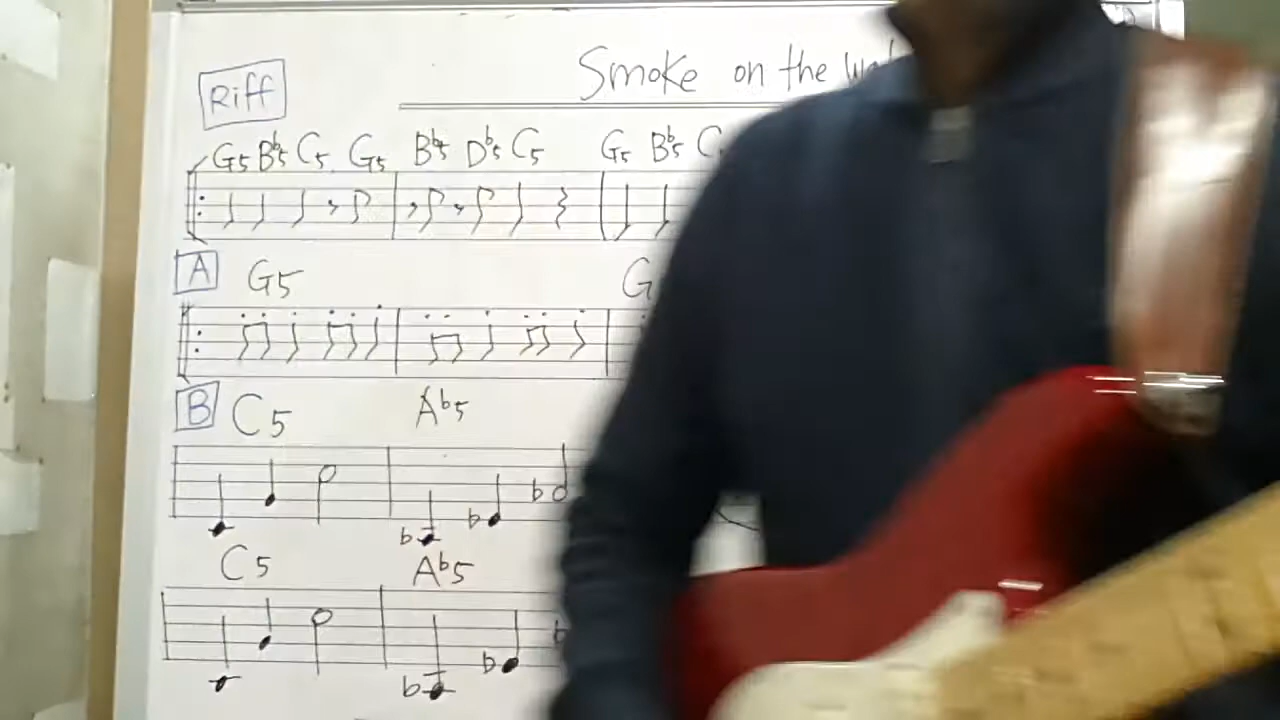 Smoke on the
Riff
G5 B♭5 C5 G5 B♭5 D♭5 C5 G5 B♭5 C
A G5 G
B C5 A♭5
C5 A♭5